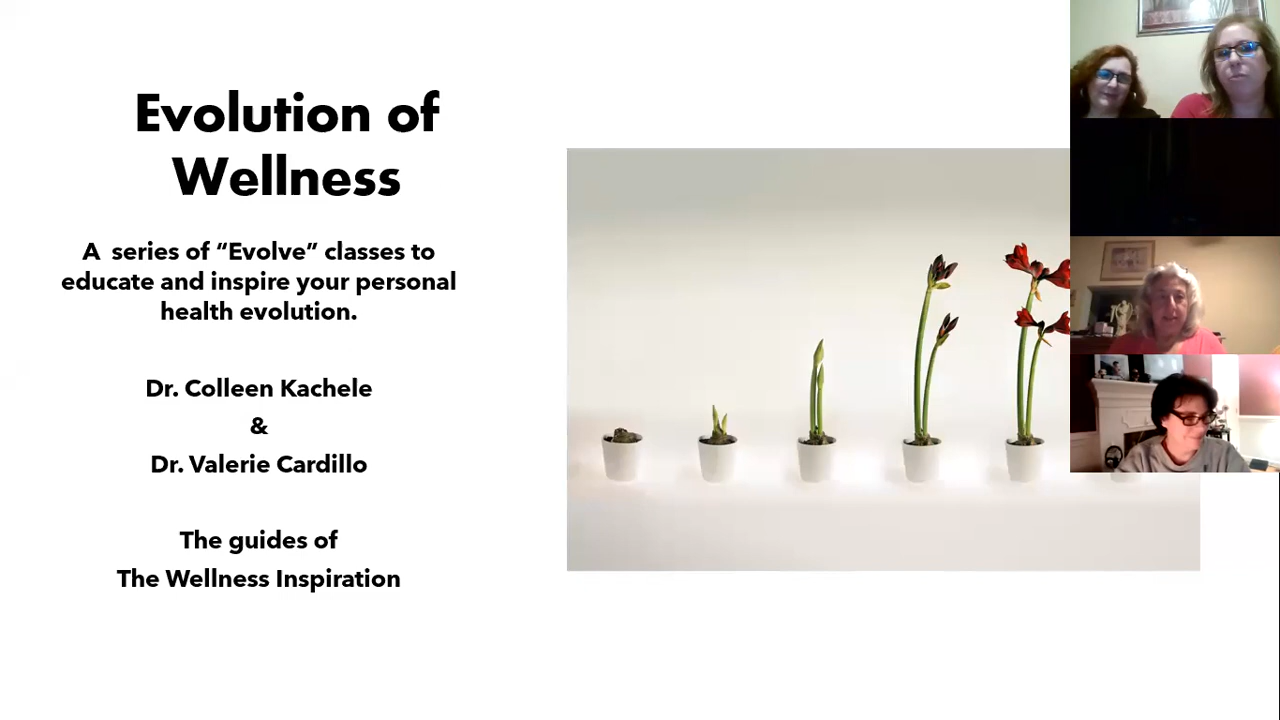 Evolution of
Wellness
A series of “Evolve” classes to
educate and inspire your personal
health evolution.
Dr. Colleen Kachele
&
Dr. Valerie Cardillo
The guides of
The Wellness Inspiration